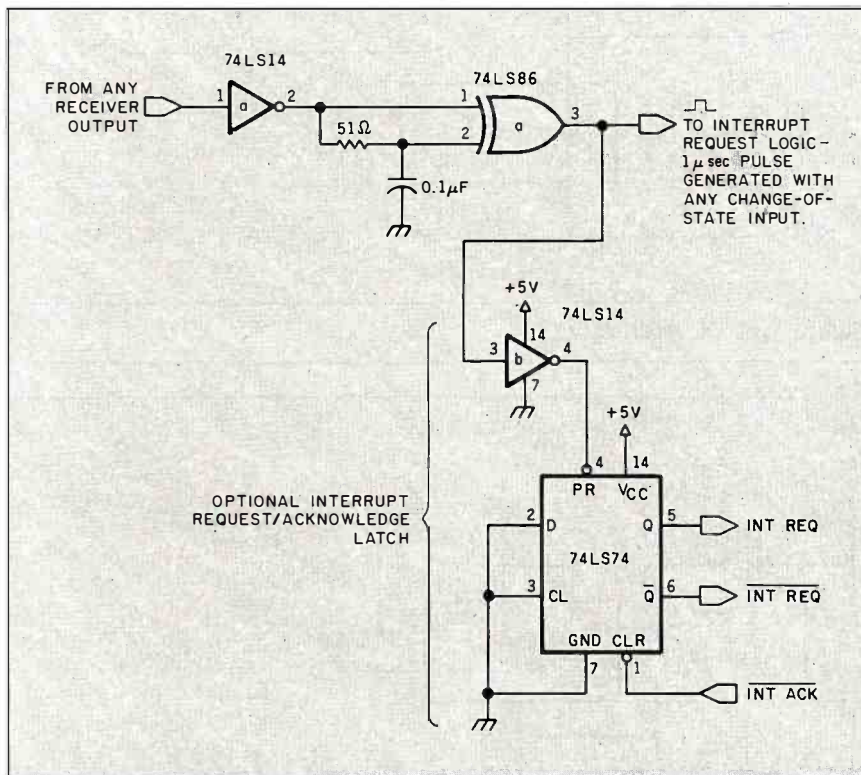 74LS14
74LS86
FROM ANY
RECEIVER
OUTPUT
1
a
2
51Ω
0.1μF
1
2
a
3
TO INTERRUPT
REQUEST LOGIC-
1μ sec PULSE
GENERATED WITH
ANY CHANGE-OF-
STATE INPUT.
+5V
74LS14
14
3
b
4
7
+5V
OPTIONAL INTERRUPT
REQUEST/ACKNOWLEDGE
LATCH
4
14
PR
VCC
2
D
Q
5
INT REQ
74LS74
3
CL
Q
6
INT REQ
GND
CLR
7
1
INT ACK